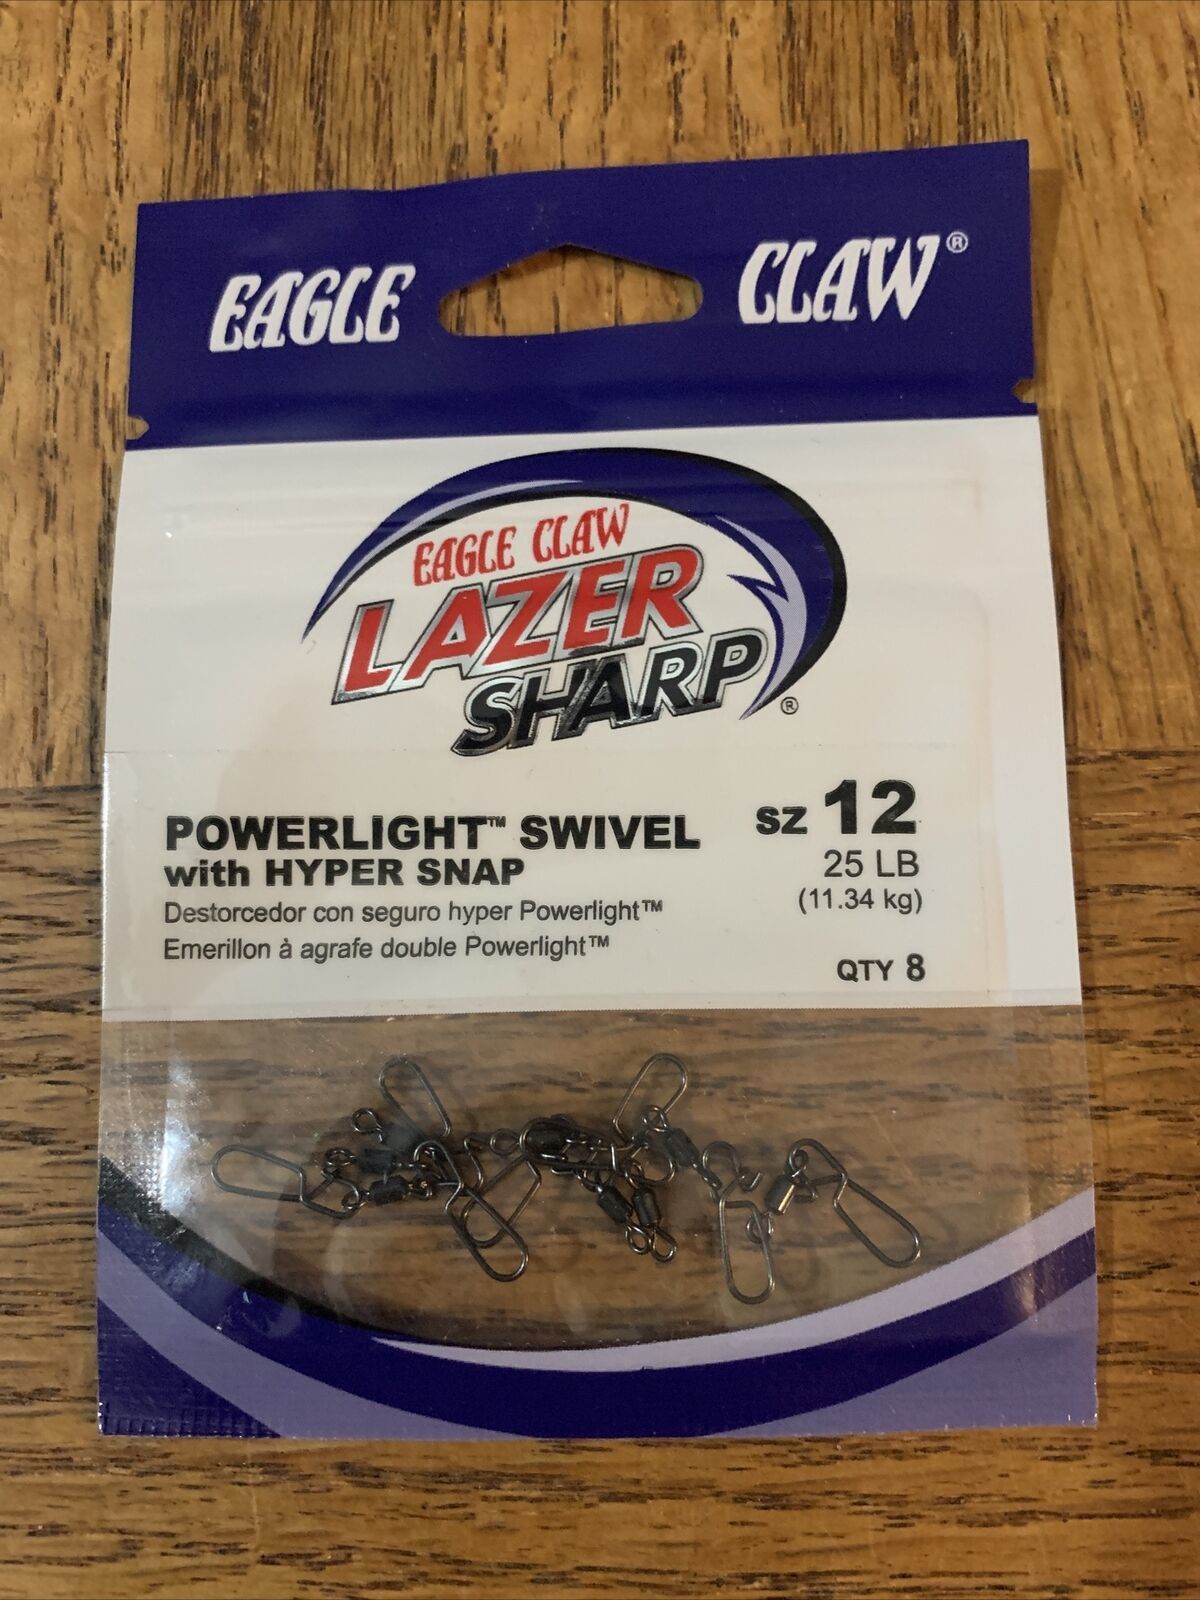 EAGLE CLAW®
EAGLE CLAW
LAZER
SHARP®
POWERLIGHT™ SWIVEL
with HYPER SNAP
Destorcedor con seguro hyper Powerlight™
Emerillon à agrafe double Powerlight™
SZ 12
25 LB
(11.34 kg)
QTY 8